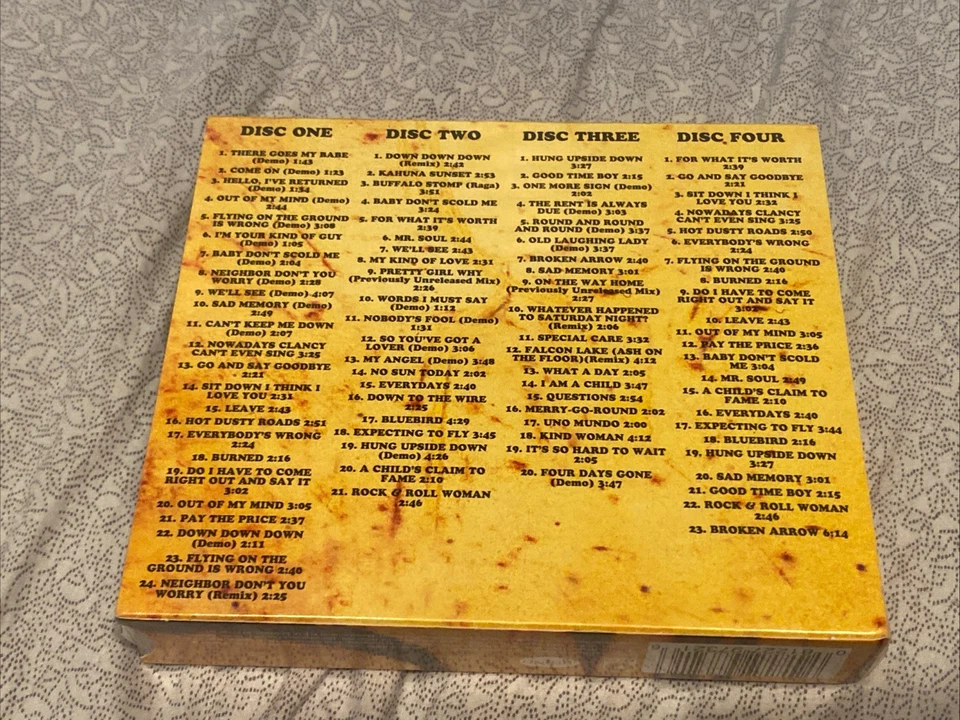 DISC ONE
1. THERE GOES MY BABE
(Demo) 1:43
2. COME ON (Demo) 1:23
3. HELLO, I'VE RETURNED
(Demo) 1:34
4. OUT OF MY MIND (Demo)
2:44
5. FLYING ON THE GROUND
IS WRONG (Demo) 3:08
6. I'M YOUR KIND OF GUY
(Demo) 1:05
7. BABY DON'T SCOLD ME
(Demo) 2:04
8. NEIGHBOR DON'T YOU
WORRY (Demo) 2:28
9. WE'LL SEE (Demo) 4:07
10. SAD MEMORY (Demo)
2:49
11. CAN'T KEEP ME DOWN
(Demo) 2:07
12. NOWADAYS CLANCY
CAN'T EVEN SING 3:25
13. GO AND SAY GOODBYE
2:21
14. SIT DOWN I THINK I
LOVE YOU 2:31
15. LEAVE 2:43
16. HOT DUSTY ROADS 2:51
17. EVERYBODY'S WRONG
2:24
18. BURNED 2:16
19. DO I HAVE TO COME
RIGHT OUT AND SAY IT
3:02
20. OUT OF MY MIND 3:05
21. PAY THE PRICE 2:37
22. DOWN DOWN DOWN
(Demo) 2:11
23. FLYING ON THE
GROUND IS WRONG 2:40
24. NEIGHBOR DON'T YOU
WORRY (Remix) 2:25
DISC TWO
1. DOWN DOWN DOWN
(Remix) 2:42
2. KAHUNA SUNSET 2:53
3. BUFFALO STOMP (Raga)
3:51
4. BABY DON'T SCOLD ME
3:24
5. FOR WHAT IT'S WORTH
2:39
6. MR. SOUL 2:44
7. WE'LL SEE 2:43
8. MY KIND OF LOVE 2:31
9. PRETTY GIRL WHY
(Previously Unreleased Mix)
2:26
10. WORDS I MUST SAY
(Demo) 1:12
11. NOBODY'S FOOL (Demo)
1:31
12. SO YOU'VE GOT A
LOVER (Demo) 3:06
13. MY ANGEL (Demo) 3:48
14. NO SUN TODAY 2:02
15. EVERYDAYS 2:40
16. DOWN TO THE WIRE
2:25
17. BLUEBIRD 4:29
18. EXPECTING TO FLY 3:45
19. HUNG UPSIDE DOWN
(Demo) 4:26
20. A CHILD'S CLAIM TO
FAME 2:10
21. ROCK & ROLL WOMAN
2:46
DISC THREE
1. HUNG UPSIDE DOWN
3:27
2. GOOD TIME BOY 2:15
3. ONE MORE SIGN (Demo)
2:02
4. THE RENT IS ALWAYS
DUE (Demo) 3:03
5. ROUND AND ROUND
AND ROUND (Demo) 3:37
6. OLD LAUGHING LADY
(Demo) 3:37
7. BROKEN ARROW 2:40
8. SAD MEMORY 3:01
9. ON THE WAY HOME
(Previously Unreleased Mix)
2:27
10. WHATEVER HAPPENED
TO SATURDAY NIGHT?
(Remix) 2:06
11. SPECIAL CARE 3:32
12. FALCON LAKE (ASH ON
THE FLOOR)(Remix) 4:12
13. WHAT A DAY 2:05
14. I AM A CHILD 3:47
15. QUESTIONS 2:54
16. MERRY-GO-ROUND 2:02
17. UNO MUNDO 2:00
18. KIND WOMAN 4:12
19. IT'S SO HARD TO WAIT
2:05
20. FOUR DAYS GONE
(Demo) 3:47
DISC FOUR
1. FOR WHAT IT'S WORTH
2:39
2. GO AND SAY GOODBYE
2:21
3. SIT DOWN I THINK I
LOVE YOU 2:32
4. NOWADAYS CLANCY
CAN'T EVEN SING 3:25
5. HOT DUSTY ROADS 2:50
6. EVERYBODY'S WRONG
2:24
7. FLYING ON THE GROUND
IS WRONG 2:40
8. BURNED 2:16
9. DO I HAVE TO COME
RIGHT OUT AND SAY IT
3:02
10. LEAVE 2:43
11. OUT OF MY MIND 3:05
12. PAY THE PRICE 2:36
13. BABY DON'T SCOLD
ME 3:04
14. MR. SOUL 2:49
15. A CHILD'S CLAIM TO
FAME 2:10
16. EVERYDAYS 2:40
17. EXPECTING TO FLY 3:44
18. BLUEBIRD 2:16
19. HUNG UPSIDE DOWN
3:27
20. SAD MEMORY 3:01
21. GOOD TIME BOY 2:15
22. ROCK & ROLL WOMAN
2:46
23. BROKEN ARROW 6:14